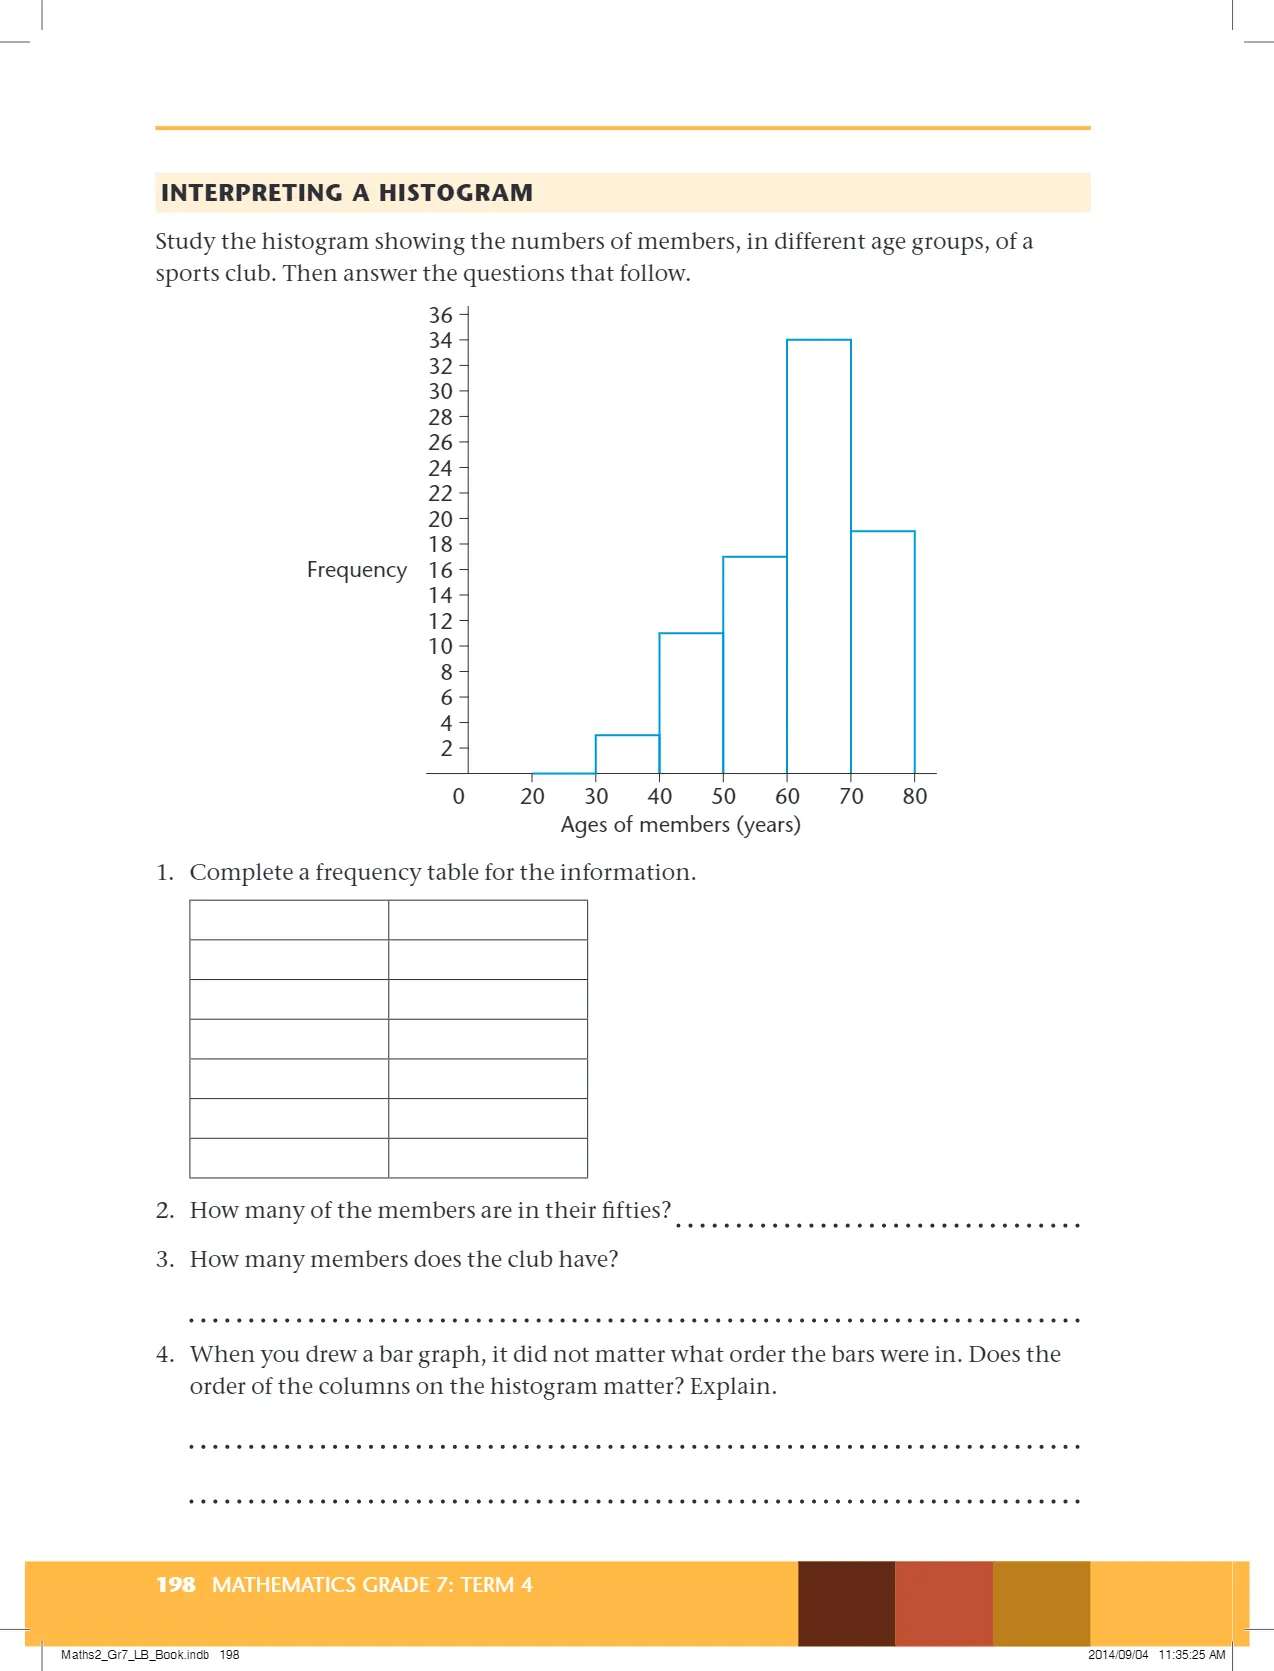 INTERPRETING A HISTOGRAM
Study the histogram showing the numbers of members, in different age groups, of a
sports club. Then answer the questions that follow.
36
34
32
30
28
26
24
22
20
18
Frequency 16
14
12
10
8
6
4
2
0 20 30 40 50 60 70 80
Ages of members (years)
1. Complete a frequency table for the information.
2. How many of the members are in their fifties?
3. How many members does the club have?
4. When you drew a bar graph, it did not matter what order the bars were in. Does the
order of the columns on the histogram matter? Explain.
198 MATHEMATICS GRADE 7: TERM 4
Maths2_Gr7_LB_Book.indb 198 2014/09/04 11:35:25 AM